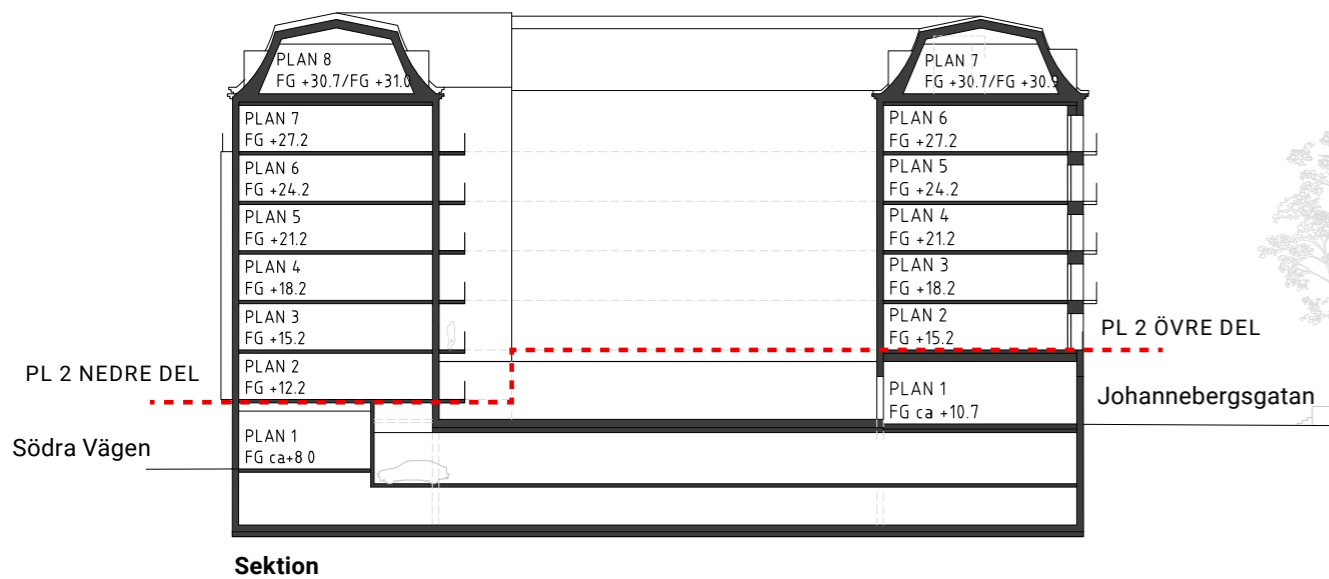 PLAN 8
FG +30.7/FG +31.0
PLAN 7
FG +27.2
PLAN 6
FG +24.2
PLAN 5
FG +21.2
PLAN 4
FG +18.2
PLAN 3
FG +15.2
PLAN 2
FG +12.2
PL 2 NEDRE DEL
PLAN 1
FG ca+8 0
Södra Vägen
PLAN 7
FG +30.7/FG +30.9
PLAN 6
FG +27.2
PLAN 5
FG +24.2
PLAN 4
FG +21.2
PLAN 3
FG +18.2
PLAN 2
FG +15.2
PL 2 ÖVRE DEL
PLAN 1
FG ca +10.7
Johannebergsgatan
Sektion